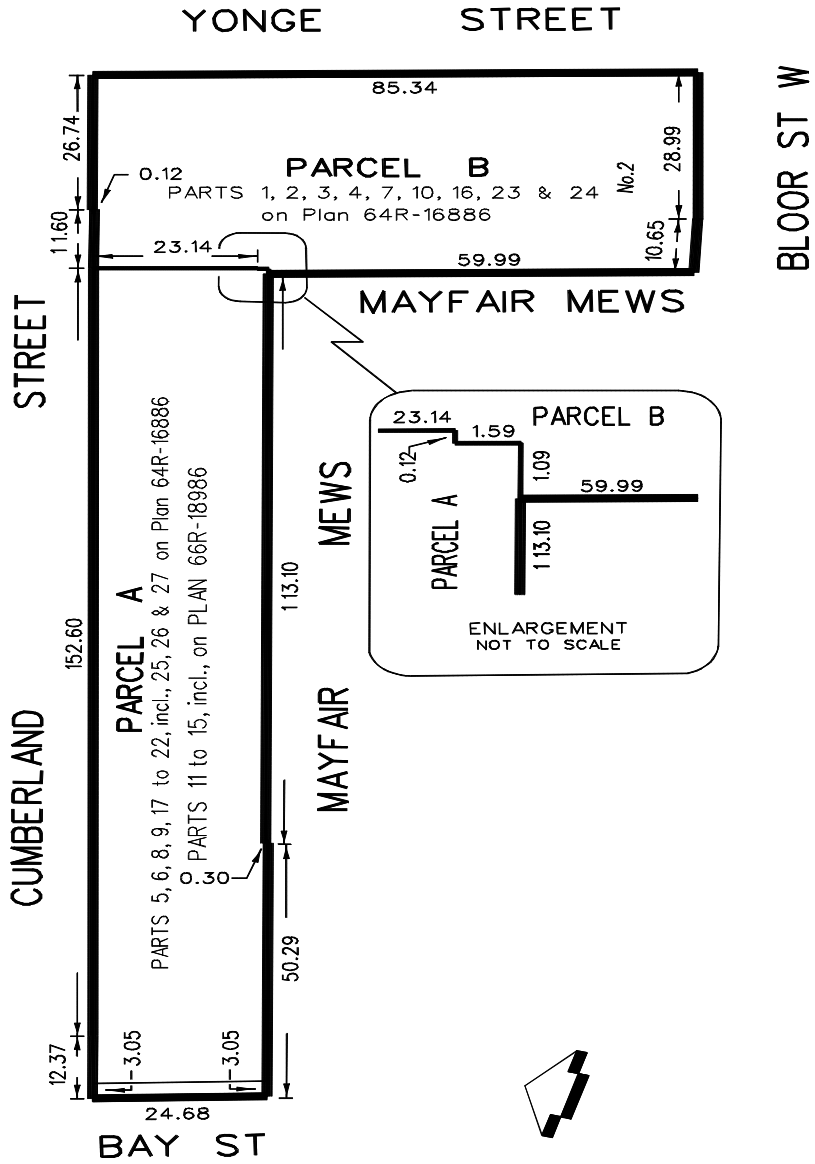 YONGE STREET
85.34
BLOOR ST W
26.74
0.12
PARCEL B
PARTS 1, 2, 3, 4, 7, 10, 16, 23 & 24
on Plan 64R-16886
No.2
28.99
11.60
23.14
59.99
10.65
MAYFAIR MEWS
CUMBERLAND STREET
152.60
PARCEL A
PARTS 5, 6, 8, 9, 17 to 22, incl., 25, 26 & 27 on Plan 64R-16886
PARTS 11 to 15, incl., on PLAN 66R-18986
113.10
MAYFAIR MEWS
23.14
PARCEL B
1.59
0.12
1.09
59.99
PARCEL A
113.10
ENLARGEMENT
NOT TO SCALE
0.30
50.29
12.37
3.05
3.05
24.68
BAY ST